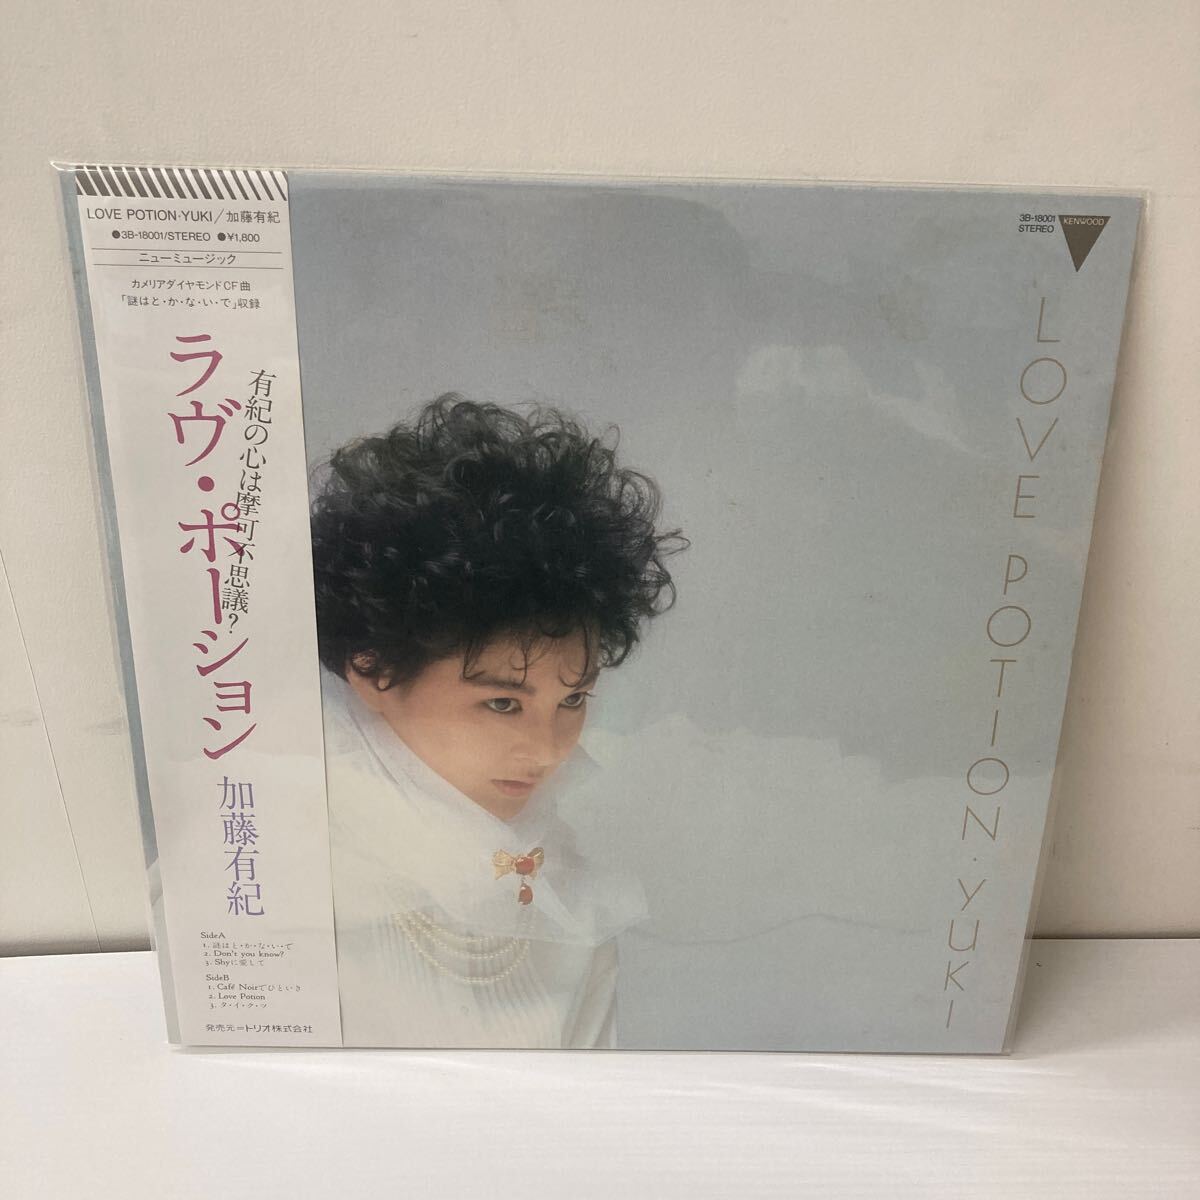 LOVE POTION・YUKI／加藤有紀
●3B-18001/STEREO ●¥1,800
ニューミュージック
カメリアダイヤモンドCF曲
「謎はと・か・な・い・で」収録
有紀の心は摩可不思議?
ラヴ・ポーション
加藤有紀
SideA
1. 謎はと・か・な・い・で
2. Don't you know?
3. Shyに愛して
SideB
1. Café Noirでひといき
2. Love Potion
3. タ・イ・ク・ツ
発売元=トリオ株式会社
3B-18001
STEREO
KENWOOD
LOVE POTION・YUKI